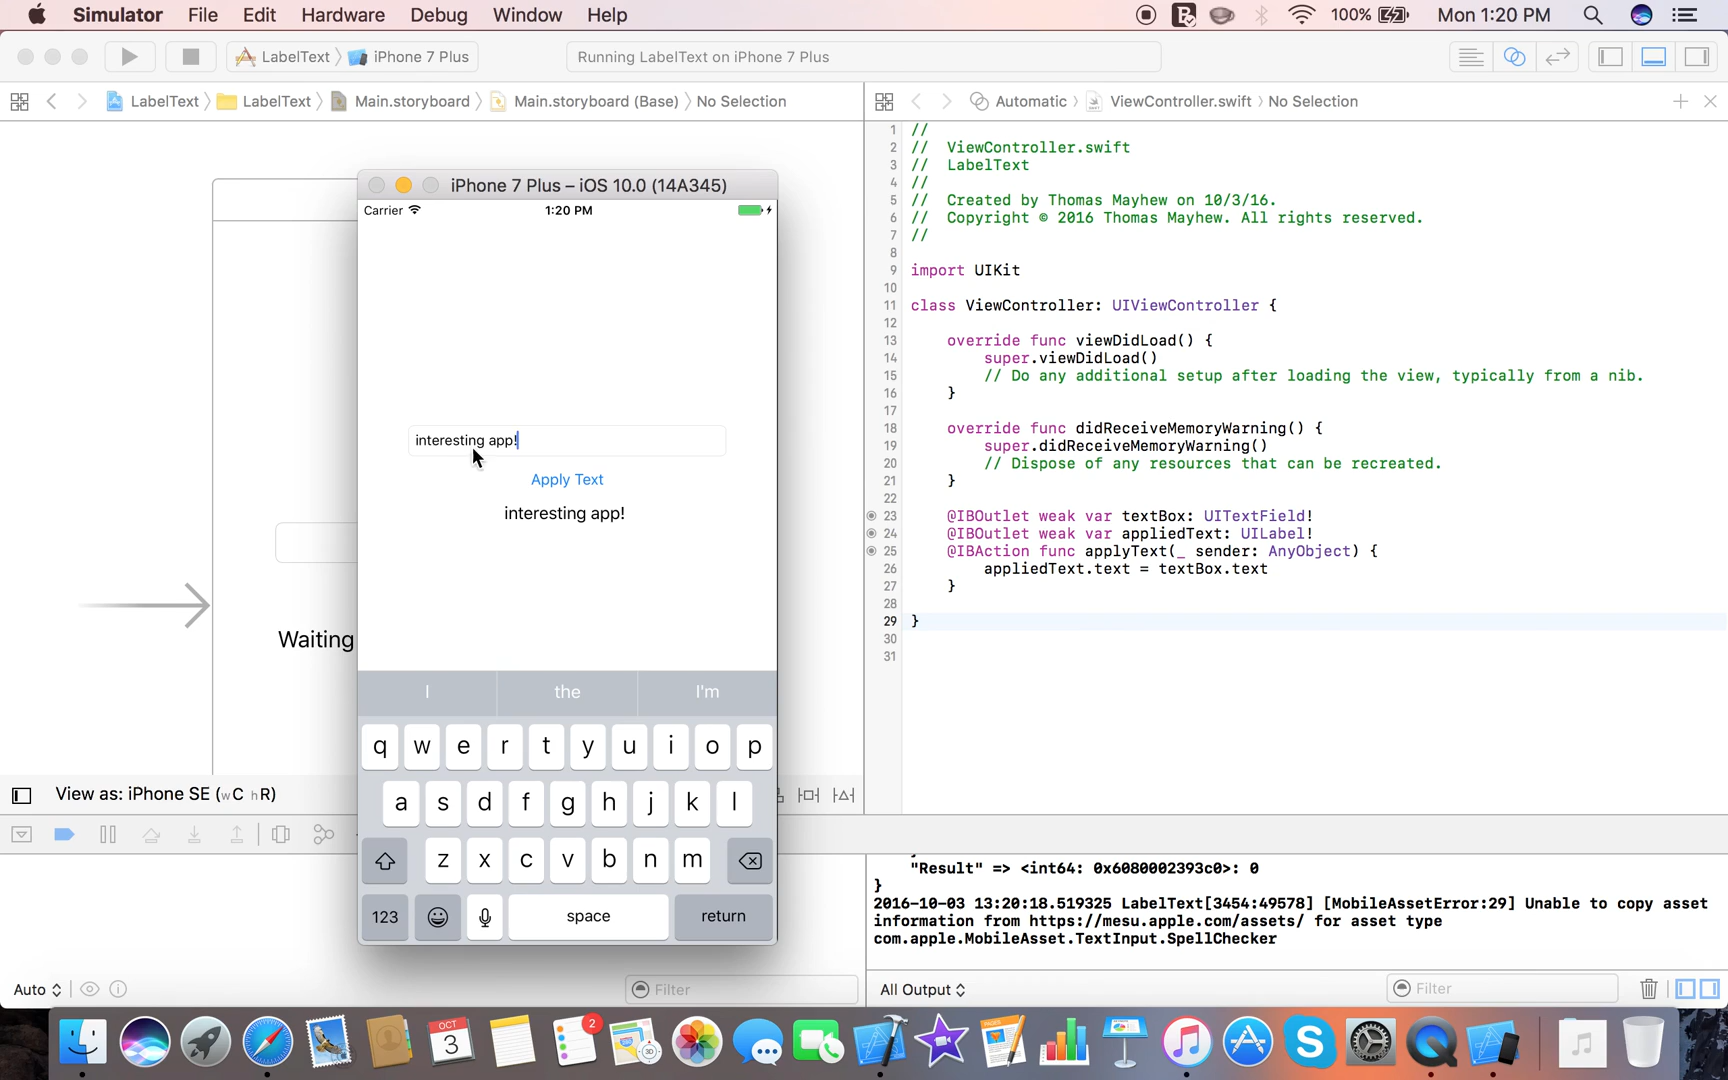 Simulator File Edit Hardware Debug Window Help 100% Mon 1:20 PM
LabelText iPhone 7 Plus Running LabelText on iPhone 7 Plus
LabelText LabelText Main.storyboard Main.storyboard (Base) No Selection
Automatic ViewController.swift No Selection
Waiting
View as: iPhone SE (wC hR)
iPhone 7 Plus – iOS 10.0 (14A345)
Carrier 1:20 PM
interesting app!
Apply Text
interesting app!
I the I'm
q w e r t y u i o p
a s d f g h j k l
z x c v b n m
123 space return
1 //
2 // ViewController.swift
3 // LabelText
4 //
5 // Created by Thomas Mayhew on 10/3/16.
6 // Copyright © 2016 Thomas Mayhew. All rights reserved.
7 //
8
9 import UIKit
10
11 class ViewController: UIViewController {
12
13 override func viewDidLoad() {
14 super.viewDidLoad()
15 // Do any additional setup after loading the view, typically from a nib.
16 }
17
18 override func didReceiveMemoryWarning() {
19 super.didReceiveMemoryWarning()
20 // Dispose of any resources that can be recreated.
21 }
22
23 @IBOutlet weak var textBox: UITextField!
24 @IBOutlet weak var appliedText: UILabel!
25 @IBAction func applyText(_ sender: AnyObject) {
26 appliedText.text = textBox.text
27 }
28
29 }
30
31
"Result" => <int64: 0x6080002393c0>: 0
}
2016-10-03 13:20:18.519325 LabelText[3454:49578] [MobileAssetError:29] Unable to copy asset
information from https://mesu.apple.com/assets/ for asset type
com.apple.MobileAsset.TextInput.SpellChecker
Auto Filter All Output Filter
OCT
3
2
3D